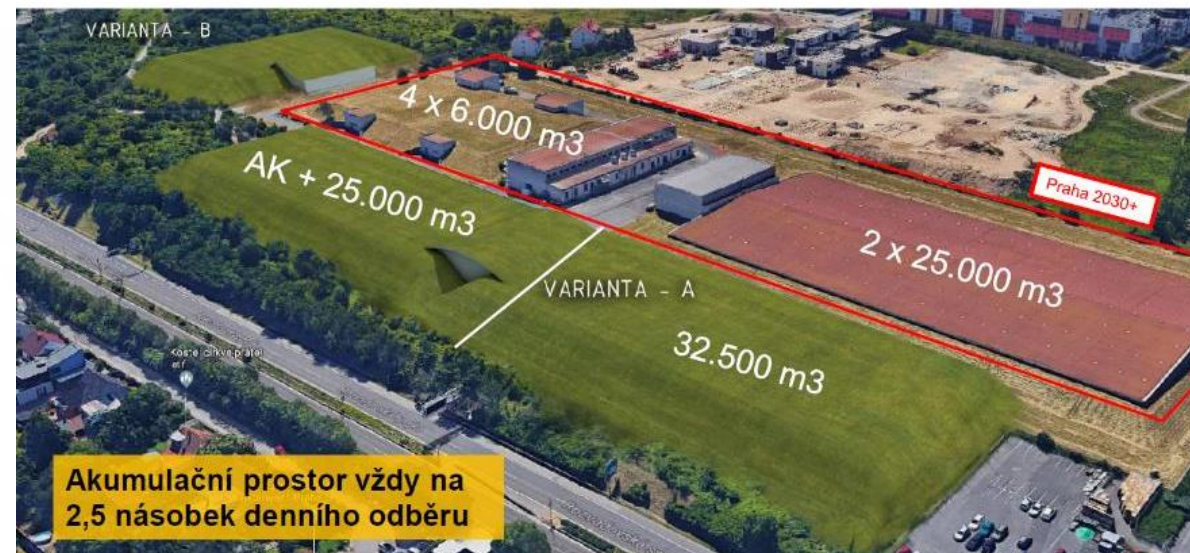 VARIANTA - B
4 x 6.000 m3
AK + 25.000 m3
Praha 2030+
2 x 25.000 m3
VARIANTA - A
32.500 m3
Akumulační prostor vždy na
2,5 násobek denního odběru